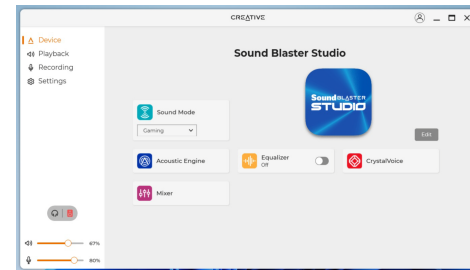 CREATIVE
Device
Playback
Recording
Settings
Sound Blaster Studio
Sound BLASTER
STUDIO
Sound Mode
Gaming
Edit
Acoustic Engine
Equalizer
Off
CrystalVoice
Mixer
67%
80%